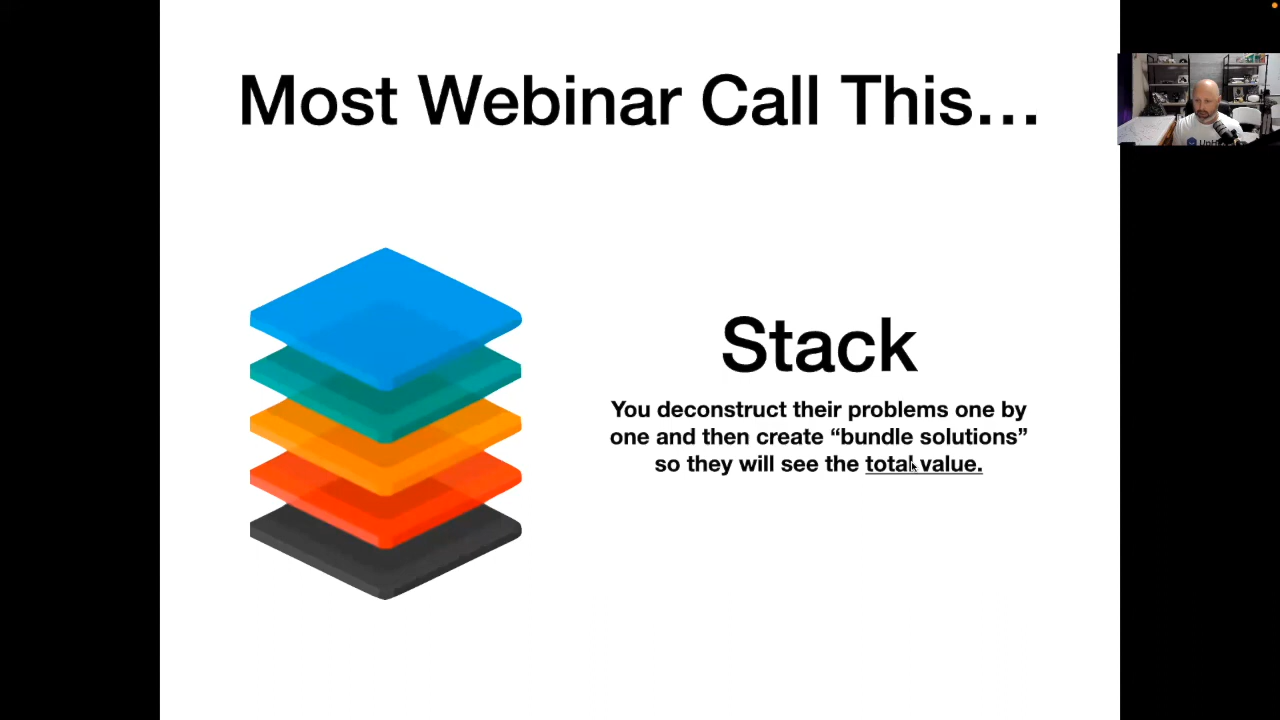 Most Webinar Call This…
Stack
You deconstruct their problems one by
one and then create “bundle solutions”
so they will see the total value.